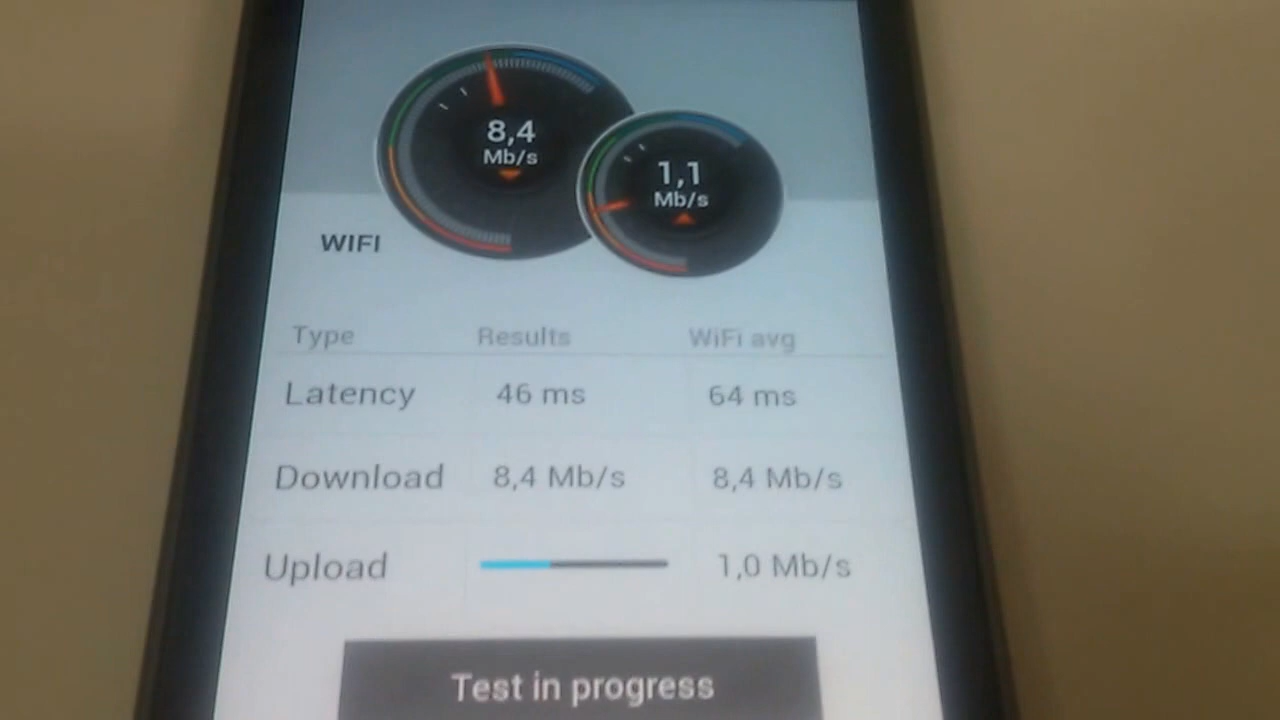 8,4
Mb/s
1,1
Mb/s
WIFI
Type Results WiFi avg
Latency 46 ms 64 ms
Download 8,4 Mb/s 8,4 Mb/s
Upload 1,0 Mb/s
Test in progress